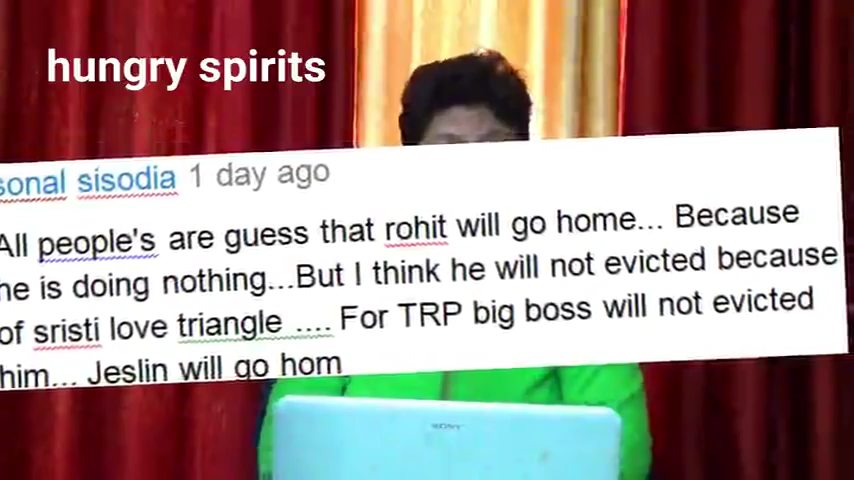 hungry spirits
sonal sisodia 1 day ago
All people's are guess that rohit will go home... Because
he is doing nothing...But I think he will not evicted because
of sristi love triangle .... For TRP big boss will not evicted
him... Jeslin will go hom
SONY